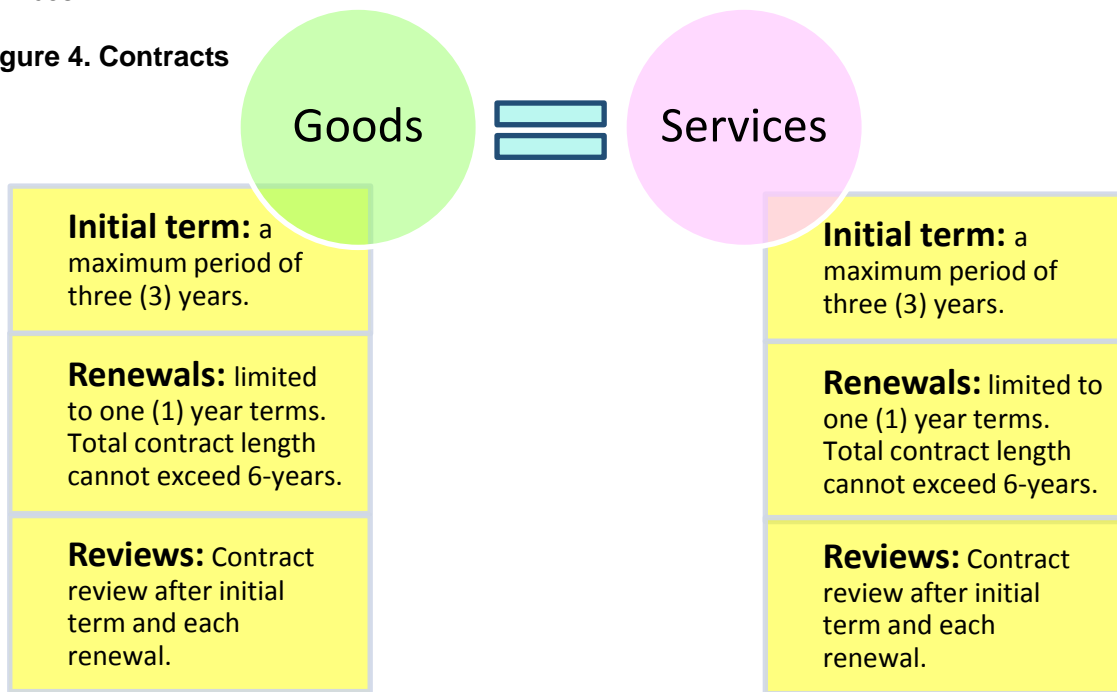 gure 4. Contracts
Goods
Services
Initial term: a
maximum period of
three (3) years.
Renewals: limited
to one (1) year terms.
Total contract length
cannot exceed 6-years.
Reviews: Contract
review after initial
term and each
renewal.
Initial term: a
maximum period of
three (3) years.
Renewals: limited to
one (1) year terms.
Total contract length
cannot exceed 6-years.
Reviews: Contract
review after initial
term and each
renewal.